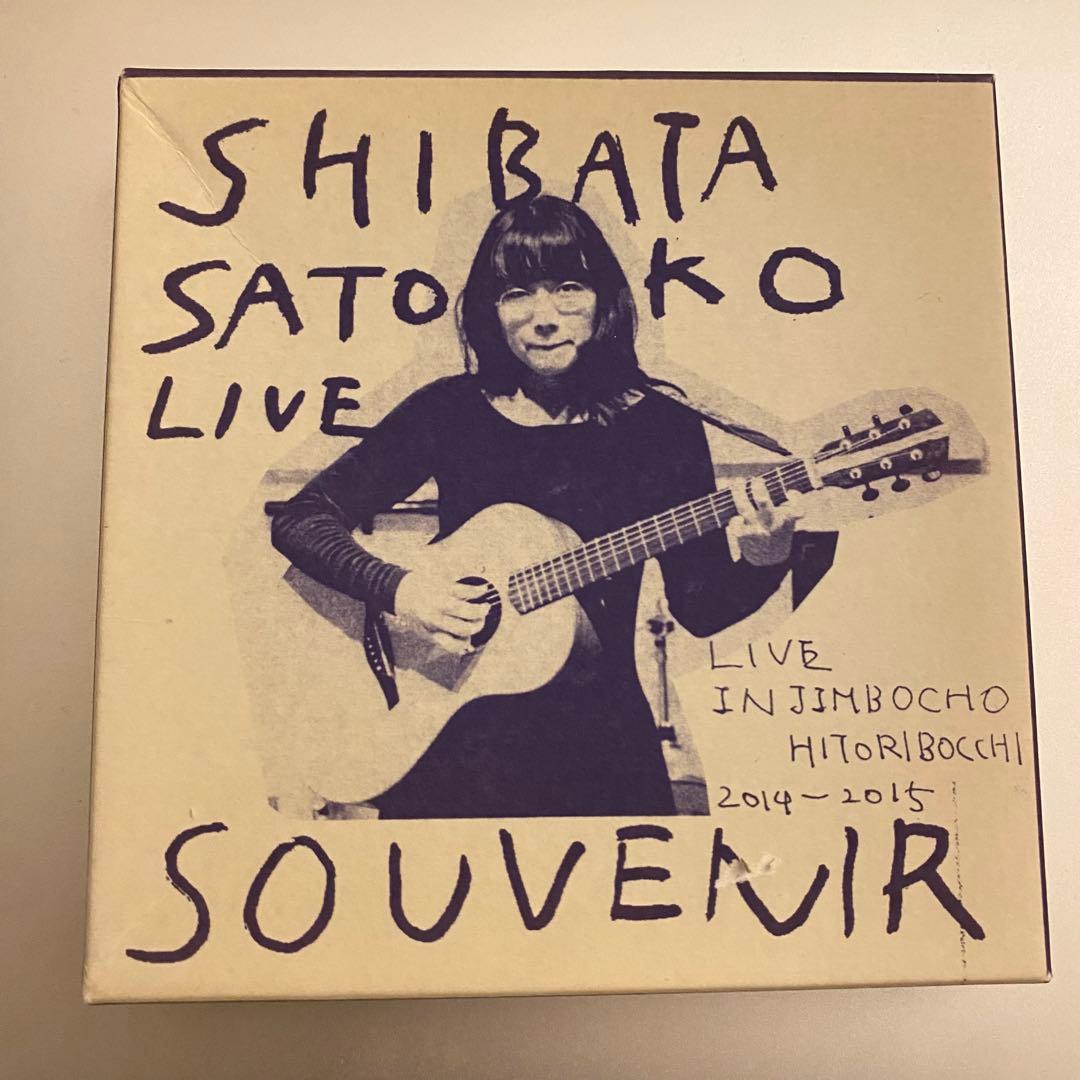 SHIBATA
SATOKO
LIVE
LIVE
IN JIMBOCHO
HITORIBOCCHI
2014-2015
SOUVENIR